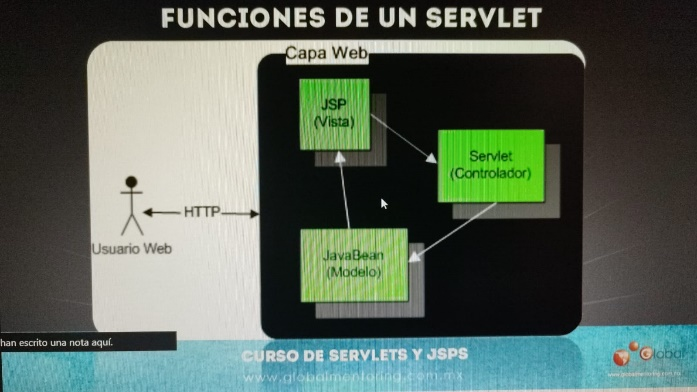 FUNCIONES DE UN SERVLET
Capa Web
JSP
(Vista)
Servlet
(Controlador)
HTTP
Usuario Web
JavaBean
(Modelo)
han escrito una nota aquí.
CURSO DE SERVLETS Y JSPS
www.globalmentoring.com.mx
Global